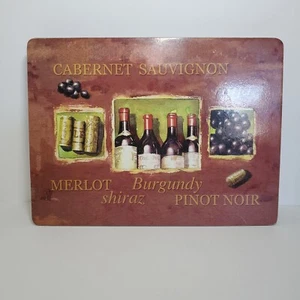 CABERNET SAUVIGNON
MERLOT Burgundy
shiraz PINOT NOIR